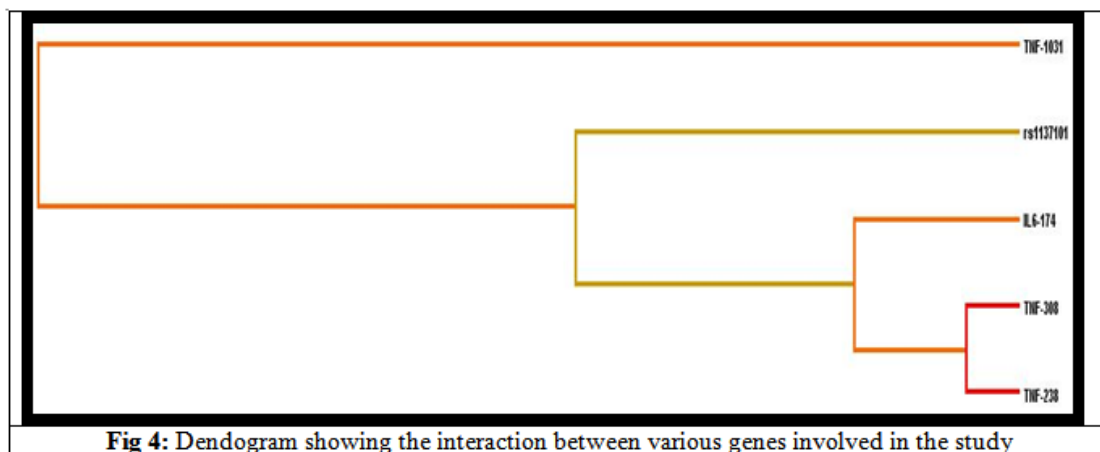 TNF-1031
rs1137101
IL6-174
TNF-308
TNF-238
Fig 4: Dendogram showing the interaction between various genes involved in the study